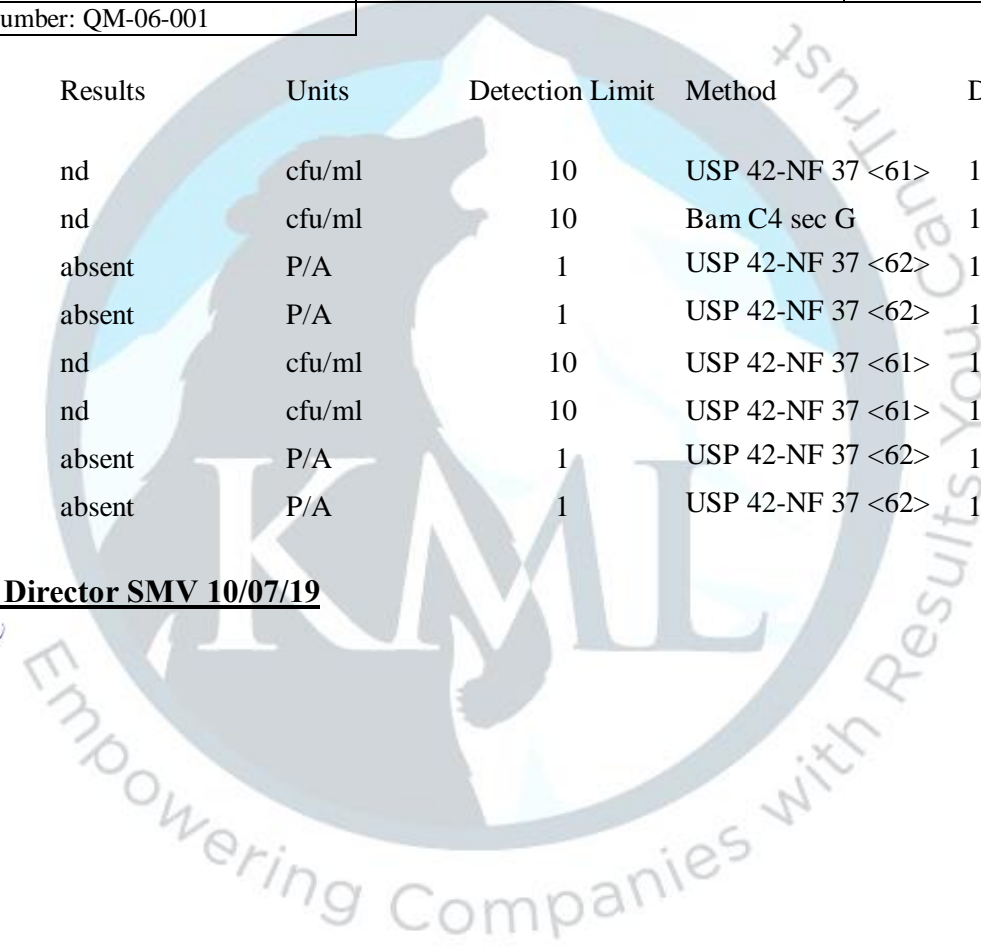 umber: QM-06-001
Results Units Detection Limit Method D
nd cfu/ml 10 USP 42-NF 37 <61> 1
nd cfu/ml 10 Bam C4 sec G 1
absent P/A 1 USP 42-NF 37 <62> 1
absent P/A 1 USP 42-NF 37 <62> 1
nd cfu/ml 10 USP 42-NF 37 <61> 1
nd cfu/ml 10 USP 42-NF 37 <61> 1
absent P/A 1 USP 42-NF 37 <62> 1
absent P/A 1 USP 42-NF 37 <62> 1
Director SMV 10/07/19
KML
Empowering Companies with Results You Can Trust